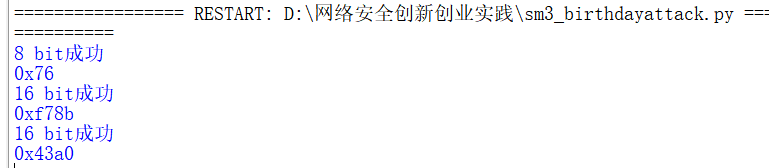 ================= RESTART: D:\网络安全创新创业实践\sm3_birthdayattack.py ===
==========
8 bit成功
0x76
16 bit成功
0xf78b
16 bit成功
0x43a0